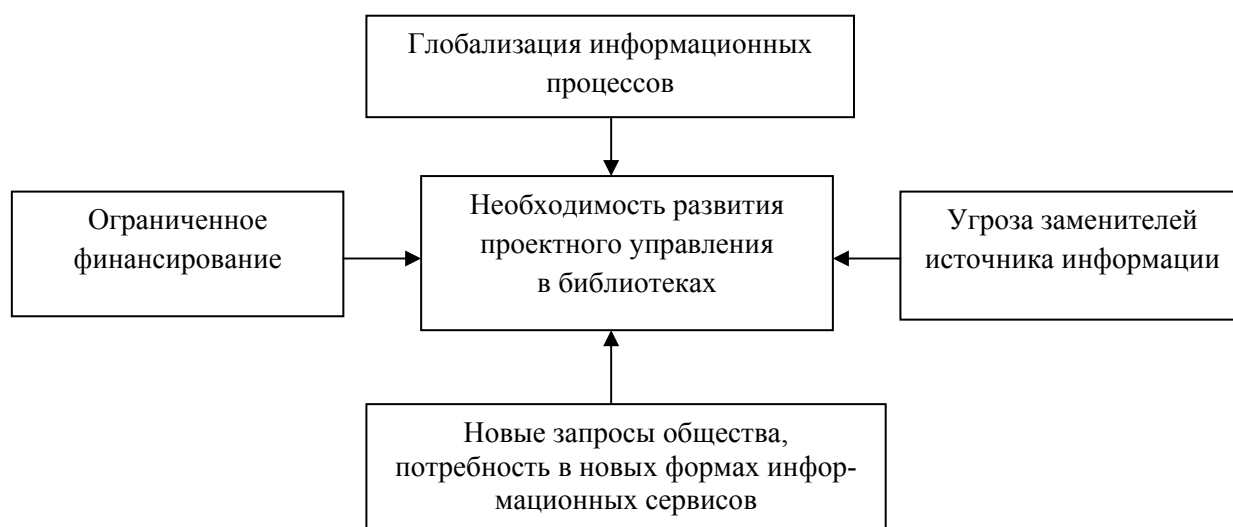 Глобализация информационных
процессов
Ограниченное
финансирование
Необходимость развития
проектного управления
в библиотеках
Угроза заменителей
источника информации
Новые запросы общества,
потребность в новых формах инфор-
мационных сервисов